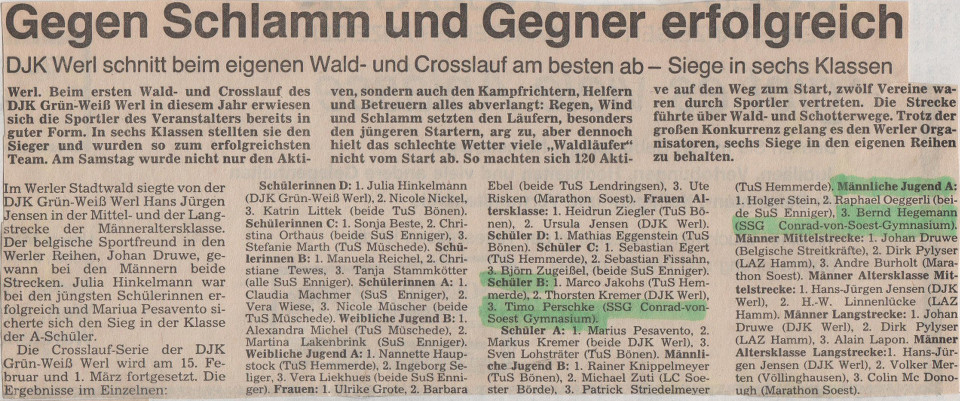 Gegen Schlamm und Gegner erfolgreich
DJK Werl schnitt beim eigenen Wald- und Crosslauf am besten ab – Siege in sechs Klassen
Werl. Beim ersten Wald- und Crosslauf des
DJK Grün-Weiß Werl in diesem Jahr erwiesen
sich die Sportler des Veranstalters bereits in
guter Form. In sechs Klassen stellten sie den
Sieger und wurden so zum erfolgreichsten
Team. Am Samstag wurde nicht nur den Akti-
ven, sondern auch den Kampfrichtern, Helfern
und Betreuern alles verlangt: Regen, Wind
und Schlamm setzten den Läufern, besonders
den jüngeren Startern, arg zu, aber dennoch
hielt das schlechte Wetter viele „Waldläufer"
nicht vom Start ab. So machten sich 120 Akti-
ve auf den Weg zum Start, zwölf Vereine wa-
ren durch Sportler vertreten. Die Strecke
führte über Wald- und Schotterwege. Trotz der
großen Konkurrenz gelang es den Werler Orga-
nisatoren, sechs Siege in den eigenen Reihen
zu behalten.
Im Werler Stadtwald siegte von der
DJK Grün-Weiß Werl Hans Jürgen
Jensen in der Mittel- und der Lang-
strecke der Männeraltersklasse.
Der belgische Sportfreund in den
Werler Reihen, Johan Druwe, ge-
wann bei den Männern beide
Strecken. Julia Hinkelmann war
bei den jüngsten Schülerinnen er-
folgreich und Mariua Pesavento si-
cherte sich den Sieg in der Klasse
der A-Schüler.
Die Crosslauf-Serie der DJK
Grün-Weiß Werl wird am 15. Fe-
bruar und 1. März fortgesetzt. Die
Ergebnisse im Einzelnen:
Schülerinnen D: 1. Julia Hinkelmann
(DJK Grün Werl), 2. Nicole Nickel,
3. Katrin Littek (beide TuS Bönen).
Schülerinnen C: 1. Sonja Beste, 2. Chri-
stina Orthaus (beide SuS Enniger), 3.
Stefanie Marth (TuS Müschede). Schü-
lerinnen B: 1. Manuela Reichel, 2. Chri-
stiane Tewes, 3. Tanja Stammkötter
(alle SuS Enniger). Schülerinnen A: 1.
Claudia Machmer (SuS Enniger), 2.
Vera Wiese, 3. Nicole Müscher (beide
TuS Müschede). Weibliche Jugend B: 1.
Alexandra Michel (TuS Müschede), 2.
Martina Lakenbrink (SuS Enniger).
Weibliche Jugend A: 1. Nannette Haup-
stock (TuS Hemmerde), 2. Ingeborg Se-
liger, 3. Vera Liekhues (beide SuS Enni-
ger). Frauen: 1. Ulrike Grote, 2. Barbara
Ebel (beide TuS Lendringsen), 3. Ute
Risken (Marathon Soest). Frauen Al-
tersklasse: 1. Heidrun Ziegler (TuS Bö-
nen), 2. Ursula Jensen (DJK Werl).
Schüler D: 1. Mathias Eggenstein (TuS
Bönen). Schüler C: 1. Sebastian Egert
(TuS Hemmerde), 2. Sebastian Fissahn,
3. Björn Zugeißel, (beide SuS Enniger).
Schüler B: 1. Marco Jakohs (TuS Hem-
merde), 2. Thorsten Kremer (DJK Werl),
3. Timo Perschke (SSG Conrad-von-
Soest Gymnasium).
Schüler A: 1. Marius Pesavento, 2.
Markus Kremer (beide DJK Werl), 3.
Sven Lohsträter (TuS Bönen). Männli-
che Jugend B: 1. Rainer Knippelmeyer
(TuS Bönen), 2. Michael Zuti (LC Soe-
ster Börde), 3. Patrick Striedelmeyer
(TuS Hemmerde). Männliche Jugend A:
1. Holger Stein, 2. Raphael Oeggerli (bei-
de SuS Enniger), 3. Bernd Hegemann
(SSG Conrad-von-Soest-Gymnasium).
Männer Mittelstrecke: 1. Johan Druwe
(Belgische Streitkräfte), 2. Dirk Pylyser
(LAZ Hamm), 3. Andre Burholt (Mara-
thon Soest). Männer Altersklasse Mit-
telstrecke: 1. Hans-Jürgen Jensen (DJK
Werl), 2. H.-W. Linnenlücke (LAZ
Hamm). Männer Langstrecke: 1. Johan
Druwe (DJK Werl), 2. Dirk Pylyser
(LAZ Hamm), 3. Alain Lapon. Männer
Altersklasse Langstrecke:1. Hans-Jür-
gen Jensen (DJK Werl), 2. Volker Mer-
ten (Völlinghausen), 3. Colin Mc Dono-
ugh (Marathon Soest).